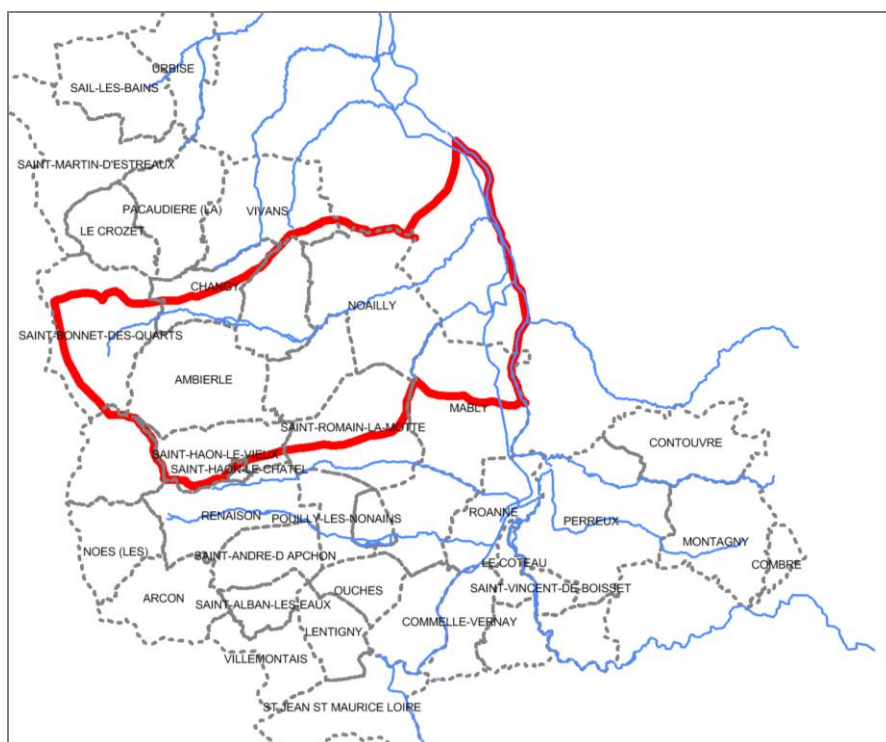 URBISE
SAIL-LES-BAINS
SAINT-MARTIN-D'ESTREAUX
PACAUDIERE (LA)
VIVANS
LE CROZET
CHANGY
NOAILLY
SAINT-BONNET-DES-QUARTS
AMBIERLE
MABLY
SAINT-ROMAIN-LA-MOTTE
CONTOUVRE
SAINT-HAON-LE-VIEUX
SAINT-HAON-LE-CHATEL
ROANNE
RENAISON
POUILLY-LES-NONAINS
PERREUX
MONTAGNY
NOES (LES)
SAINT-ANDRE-D APCHON
LE COTEAU
COMBRE
OUCHES
SAINT-VINCENT-DE-BOISSET
ARCON
SAINT-ALBAN-LES-EAUX
COMMELLE-VERNAY
LENTIGNY
VILLEMONTAIS
ST JEAN ST MAURICE LOIRE